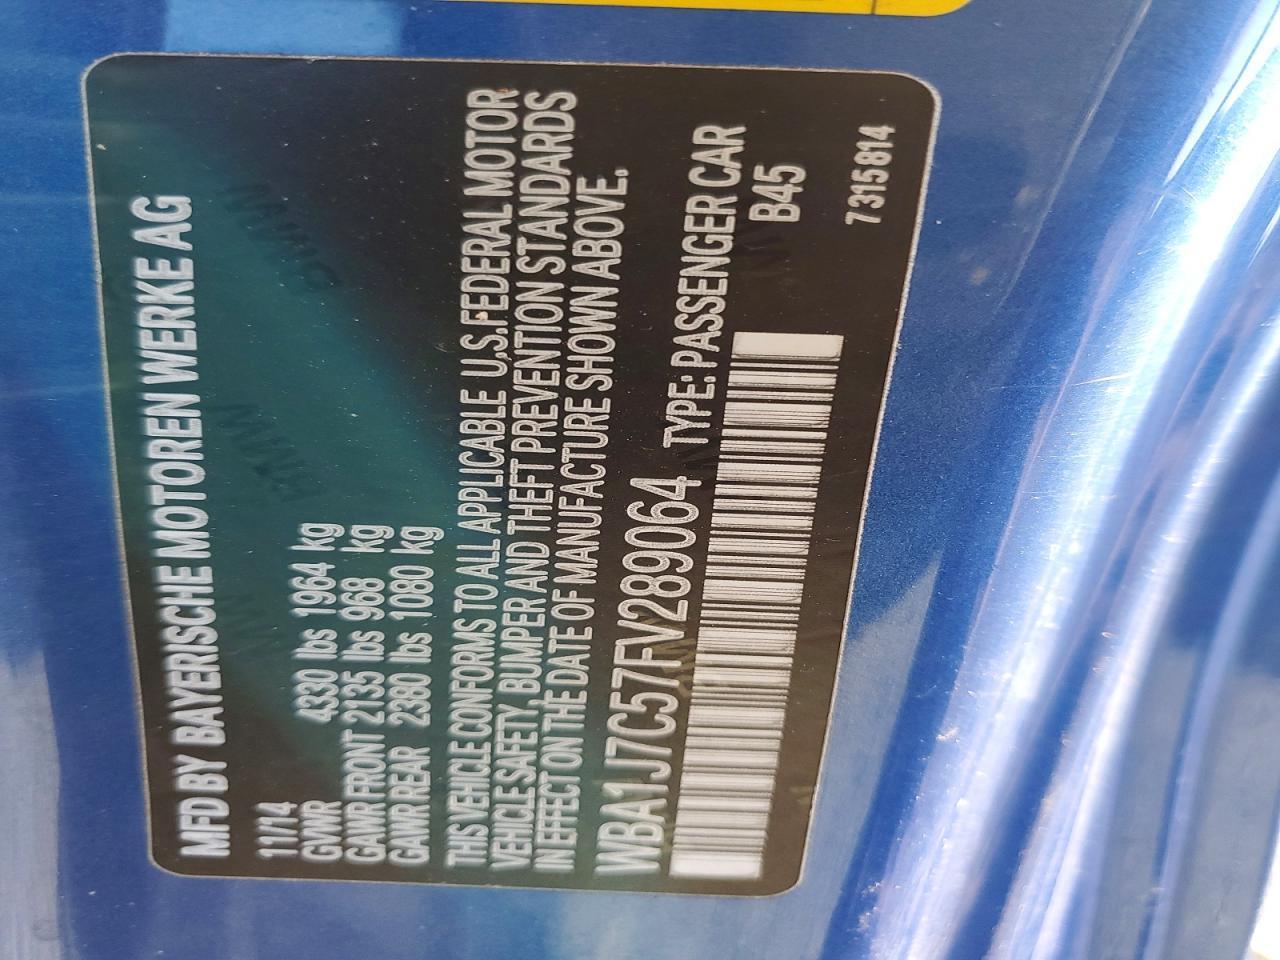 MFD BY BAYERISCHE MOTOREN WERKE AG
11/14
GVWR 4330 lbs 1964 kg
GAWR FRONT 2135 lbs 968 kg
GAWR REAR 2380 lbs 1080 kg
THIS VEHICLE CONFORMS TO ALL APPLICABLE U.S.FEDERAL MOTOR
VEHICLE SAFETY, BUMPER AND THEFT PREVENTION STANDARDS
IN EFFECT ON THE DATE OF MANUFACTURE SHOWN ABOVE.
WBA1J7C57FV289064 TYPE: PASSENGER CAR
B45
7315814